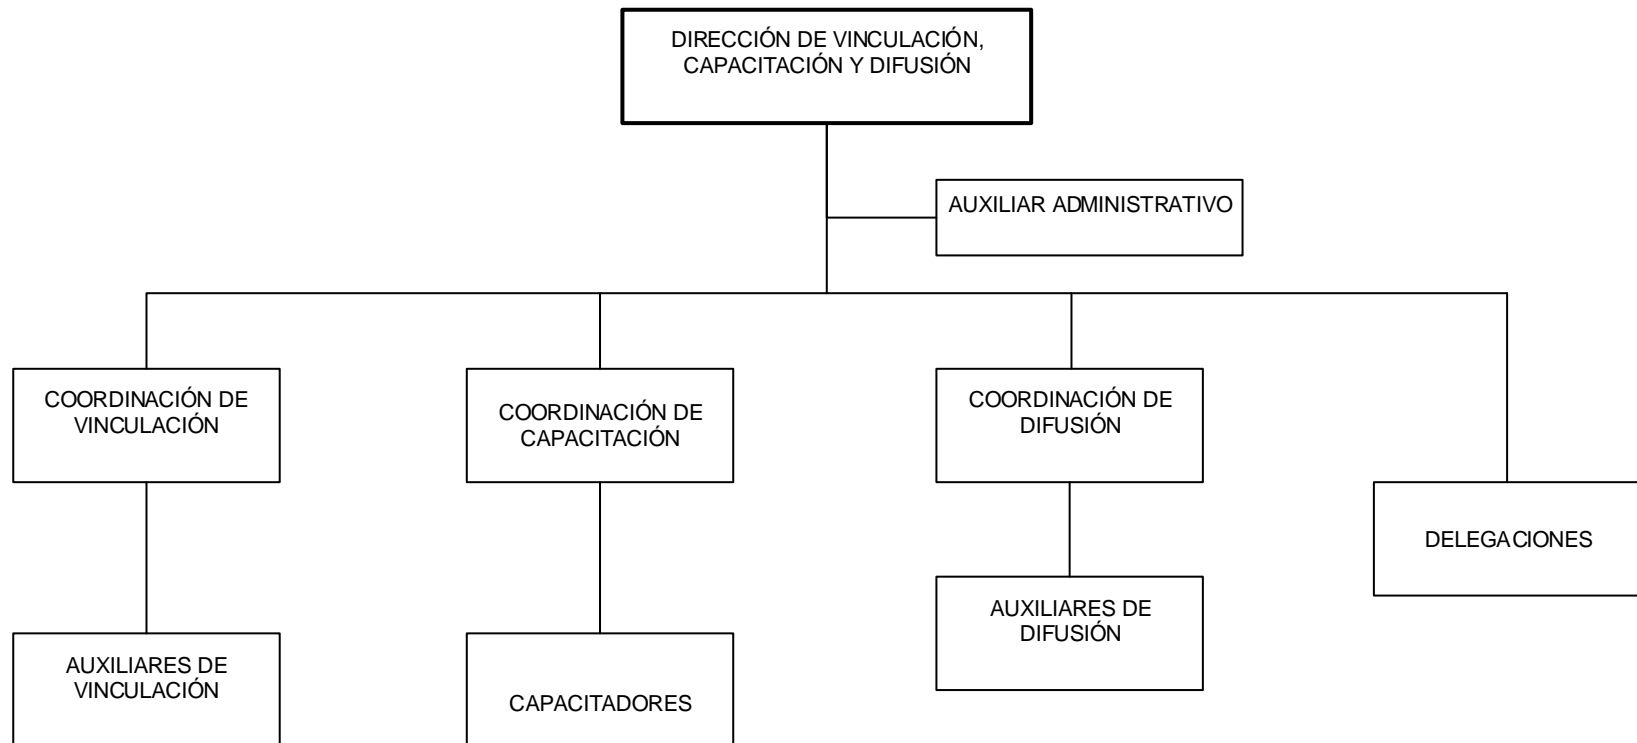 DIRECCIÓN DE VINCULACIÓN,
CAPACITACIÓN Y DIFUSIÓN
AUXILIAR ADMINISTRATIVO
COORDINACIÓN DE
VINCULACIÓN
COORDINACIÓN DE
CAPACITACIÓN
COORDINACIÓN DE
DIFUSIÓN
DELEGACIONES
AUXILIARES DE
VINCULACIÓN
CAPACITADORES
AUXILIARES DE
DIFUSIÓN